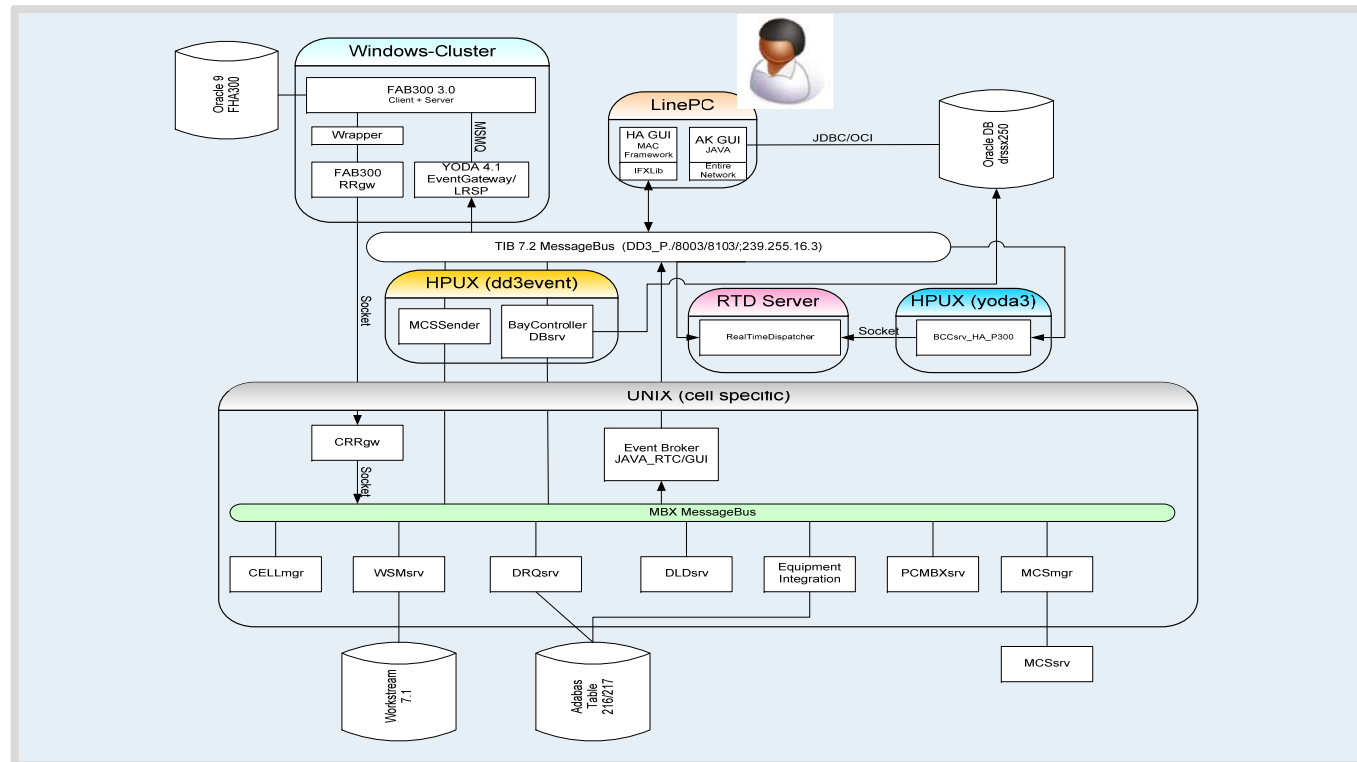 Windows-Cluster
Oracle 9
FHA300
FAB300 3.0
Client + Server
Wrapper
MSMQ
FAB300
RRgw
YODA 4.1
EventGateway/
LRSP
LinePC
HA GUI
MAC
Framework
IFXLib
AK GUI
JAVA
Entire
Network
JDBC/OCI
Oracle DB
drssx250
TIB 7.2 MessageBus (DD3_P./8003/8103/;239.255.16.3)
Socket
HPUX (dd3event)
MCSSender
BayController
DBsrv
RTD Server
RealTimeDispatcher
Socket
HPUX (yoda3)
BCCsrv_HA_P300
UNIX (cell specific)
CRRgw
Socket
Event Broker
JAVA_RTC/GUI
MBX MessageBus
CELLmgr
WSMsrv
DRQsrv
DLDsrv
Equipment
Integration
PCMBXsrv
MCSmgr
Workstream
7.1
Adabas
Table
216/217
MCSsrv